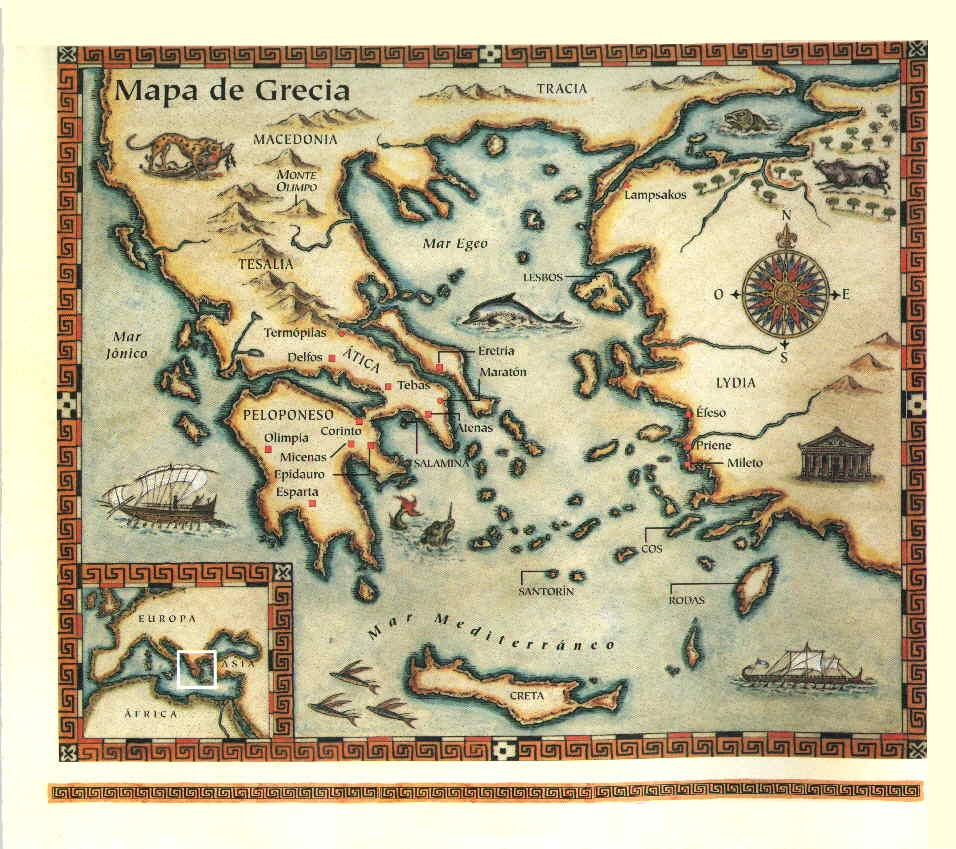 Mapa de Grecia
TRACIA
MACEDONIA
MONTE
OLIMPO
Lampsakos
N
Mar Egeo
TESALIA
LESBOS
O
E
S
Mar
Jónico
Termópilas
Delfos
ÁTICA
Eretria
Maratón
Tebas
LYDIA
PELOPONESO
Corinto
Atenas
Éfeso
Olimpia
Micenas
Priene
SALAMINA
Mileto
Epidauro
Esparta
COS
SANTORÍN
RODAS
EUROPA
Mar Mediterráneo
ASIA
CRETA
ÁFRICA